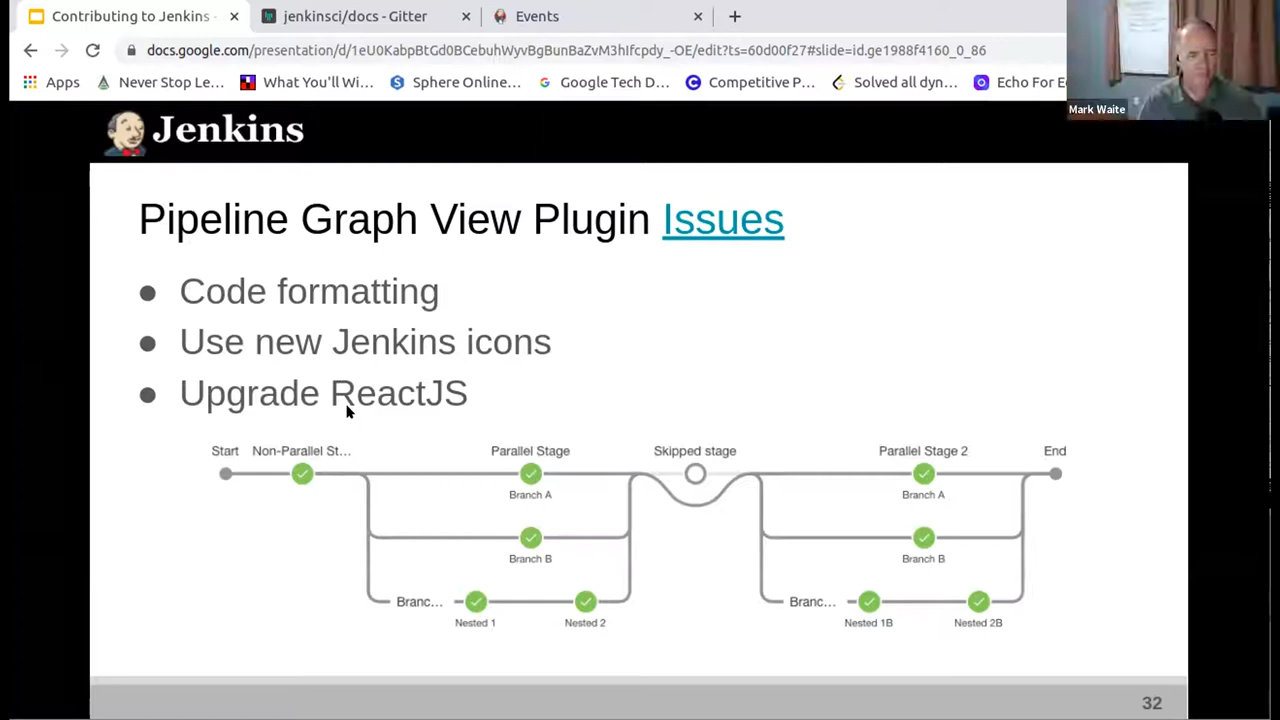 Contributing to Jenkins -
jenkinsci/docs - Gitter
Events
docs.google.com/presentation/d/1eU0KabpBtGd0BCebuhWyvBgBunBaZvM3hIfcpdy_-OE/edit?ts=60d00f27#slide=id.ge1988f4160_0_86
Apps
Never Stop Le...
What You'll Wi...
Sphere Online...
Google Tech D...
Competitive P...
Solved all dyn...
Echo For E
Mark Waite
Jenkins
Pipeline Graph View Plugin Issues
● Code formatting
● Use new Jenkins icons
● Upgrade ReactJS
Start Non-Parallel St... Parallel Stage Skipped stage Parallel Stage 2 End
Branch A Branch A
Branch B Branch B
Branc... Branc...
Nested 1 Nested 2 Nested 1B Nested 2B
32